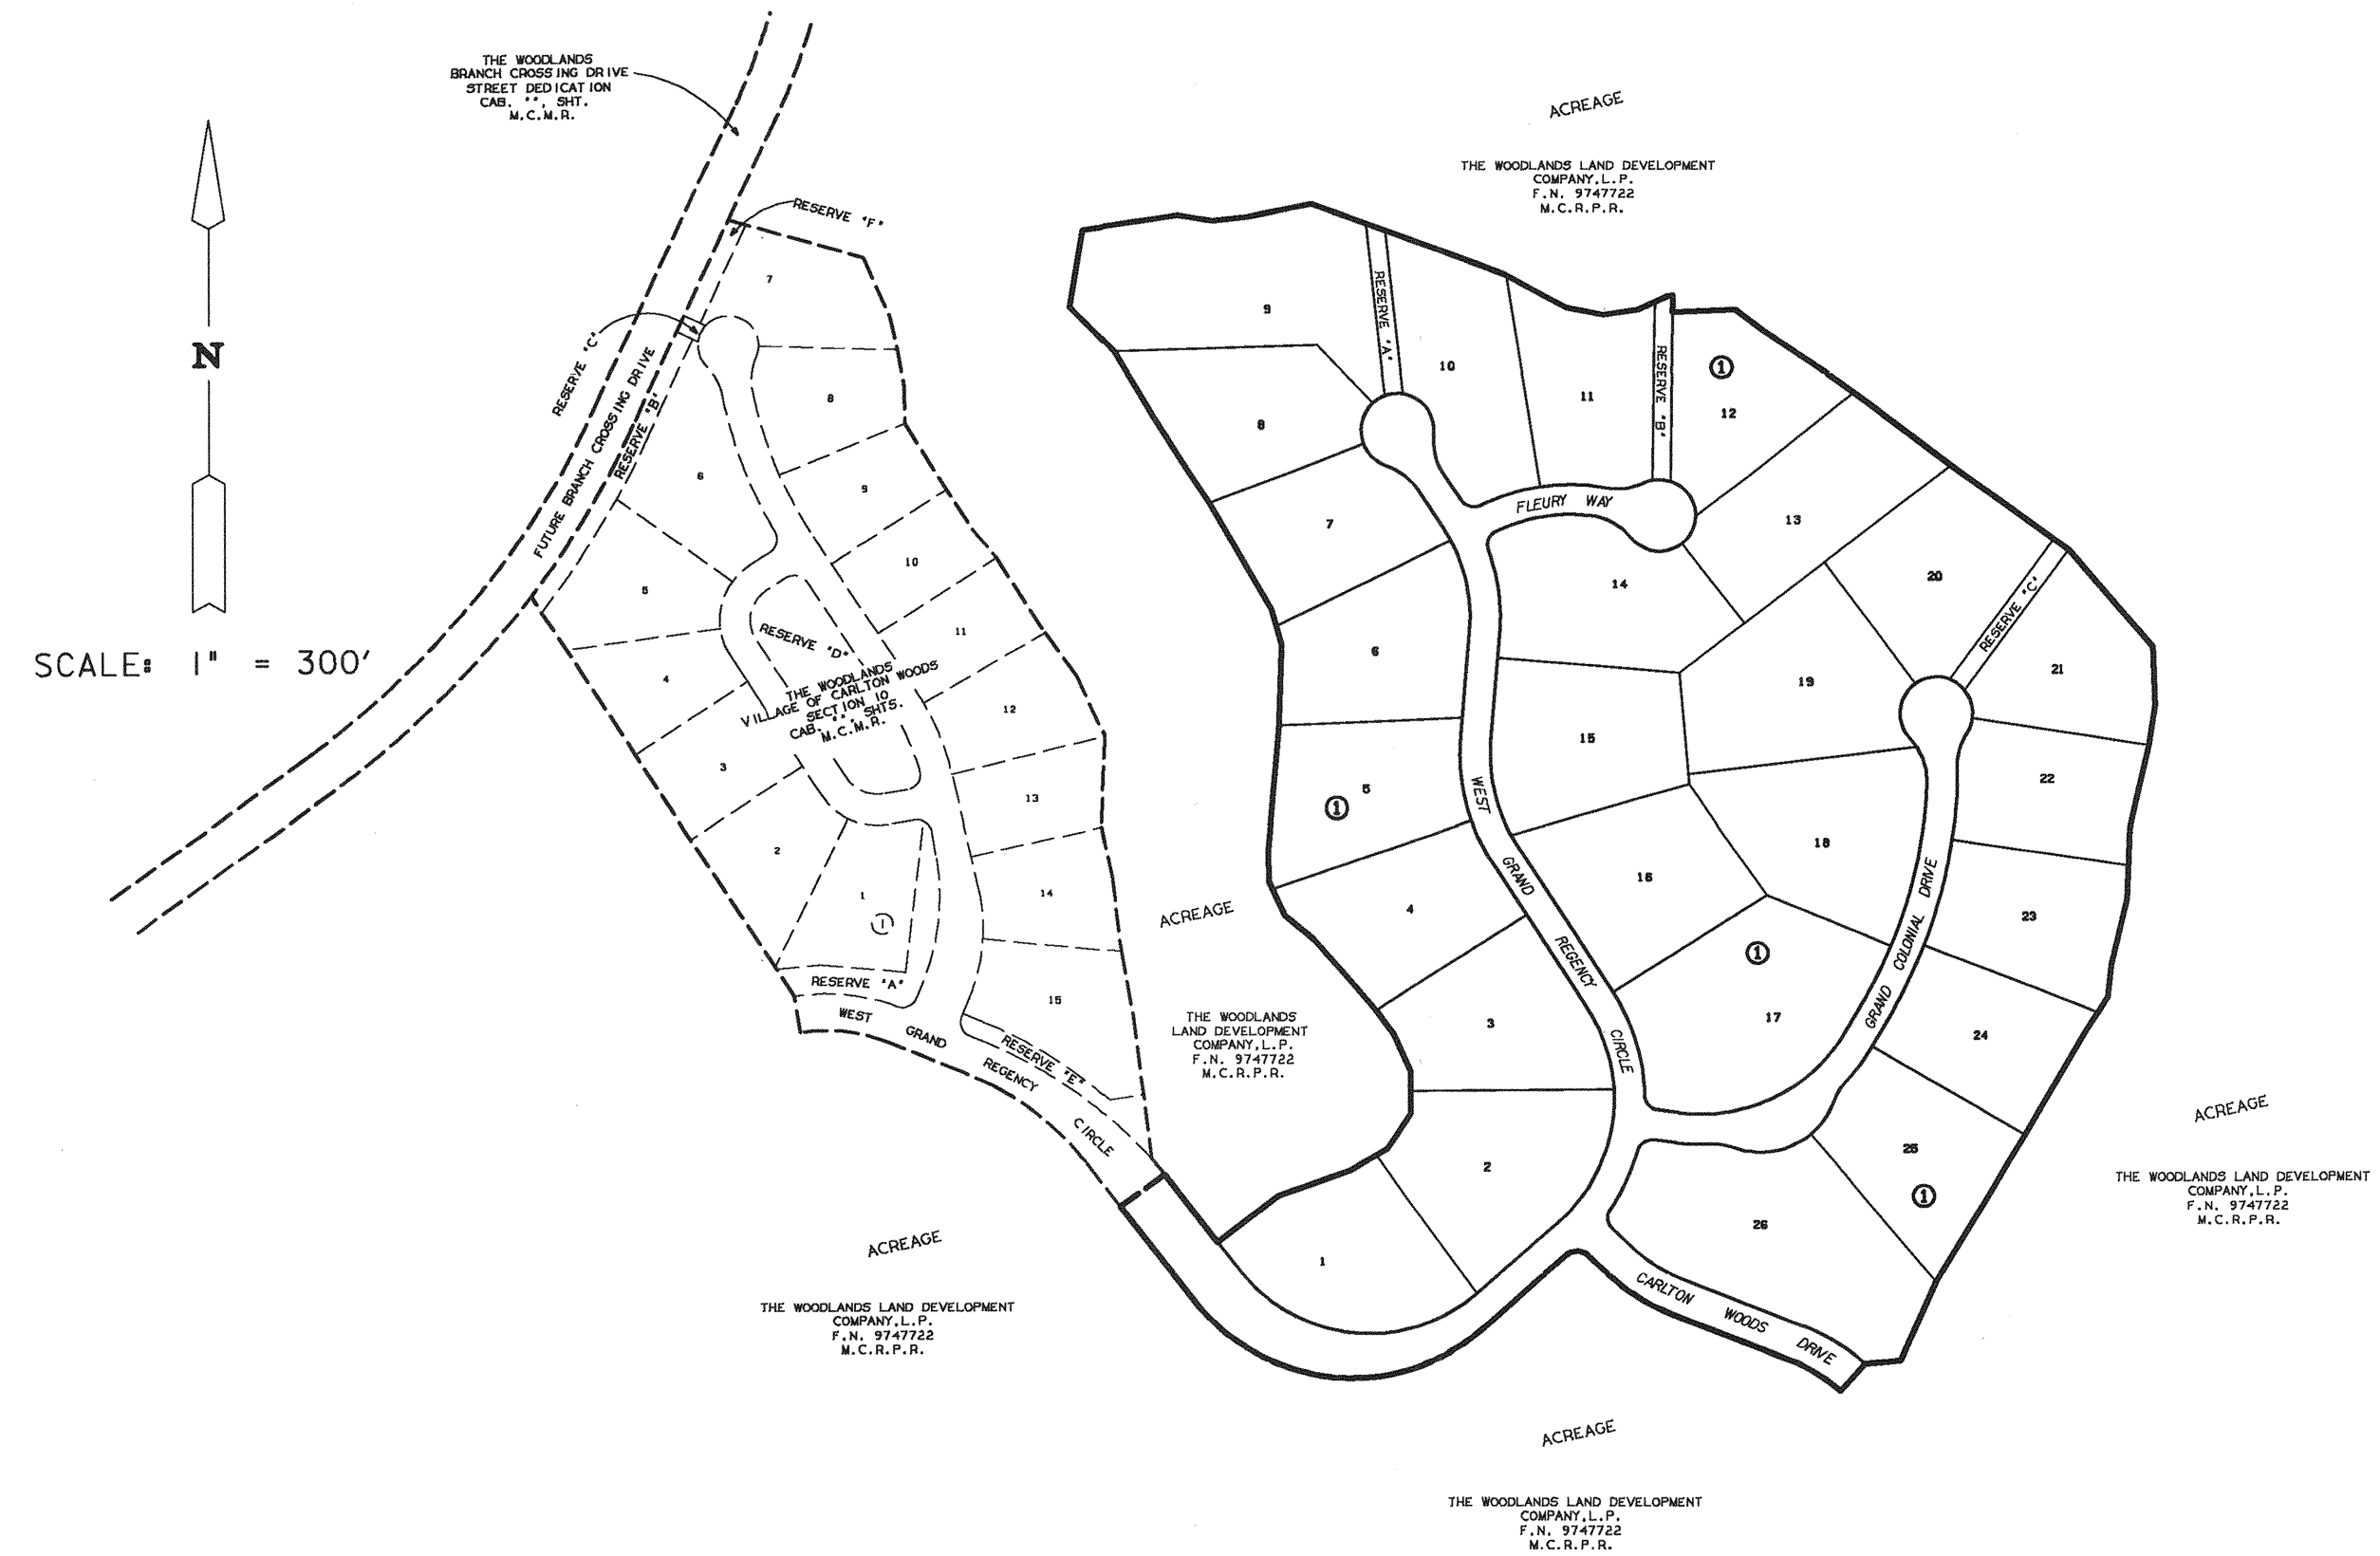 THE WOODLANDS
BRANCH CROSSING DRIVE
STREET DEDICATION
CAB. "", SHT.
M.C.M.R.
ACREAGE
THE WOODLANDS LAND DEVELOPMENT
COMPANY,L.P.
F.N. 9747722
M.C.R.P.R.
N
SCALE: 1" = 300'
RESERVE "F"
RESERVE "C"
FUTURE BRANCH CROSSING DRIVE
RESERVE "B"
7
8
6
9
10
5
11
RESERVE "D"
4
THE WOODLANDS
VILLAGE OF CARLTON WOODS
SECTION 10
CAB. "", SHTS.
M.C.M.R.
12
3
13
2
1
1
14
RESERVE "A"
15
WEST GRAND REGENCY CIRCLE
RESERVE "E"
ACREAGE
THE WOODLANDS
LAND DEVELOPMENT
COMPANY,L.P.
F.N. 9747722
M.C.R.P.R.
ACREAGE
THE WOODLANDS LAND DEVELOPMENT
COMPANY,L.P.
F.N. 9747722
M.C.R.P.R.
9
RESERVE "A"
10
11
RESERVE "B"
1
12
8
7
FLEURY WAY
13
14
20
RESERVE "C"
6
19
21
15
22
5
1
WEST GRAND REGENCY CIRCLE
18
16
4
23
GRAND COLONIAL DRIVE
1
17
3
24
2
25
1
26
1
CARLTON WOODS DRIVE
ACREAGE
THE WOODLANDS LAND DEVELOPMENT
COMPANY,L.P.
F.N. 9747722
M.C.R.P.R.
ACREAGE
THE WOODLANDS LAND DEVELOPMENT
COMPANY,L.P.
F.N. 9747722
M.C.R.P.R.